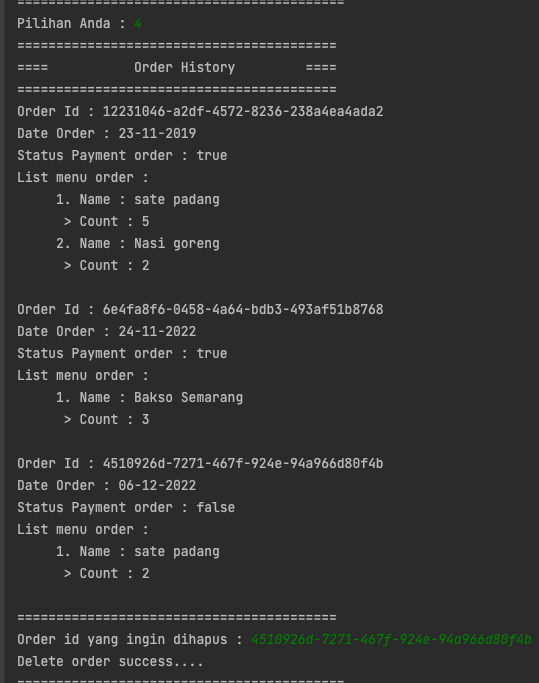 ==========================================
Pilihan Anda : 4
=========================================
====           Order History         ====
=========================================
Order Id : 12231046-a2df-4572-8236-238a4ea4ada2
Date Order : 23-11-2019
Status Payment order : true
List menu order :
     1. Name : sate padang
      > Count : 5
     2. Name : Nasi goreng
      > Count : 2

Order Id : 6e4fa8f6-0458-4a64-bdb3-493af51b8768
Date Order : 24-11-2022
Status Payment order : true
List menu order :
     1. Name : Bakso Semarang
      > Count : 3

Order Id : 4510926d-7271-467f-924e-94a966d80f4b
Date Order : 06-12-2022
Status Payment order : false
List menu order :
     1. Name : sate padang
      > Count : 2

=========================================
Order id yang ingin dihapus : 4510926d-7271-467f-924e-94a966d80f4b
Delete order success....
==========================================